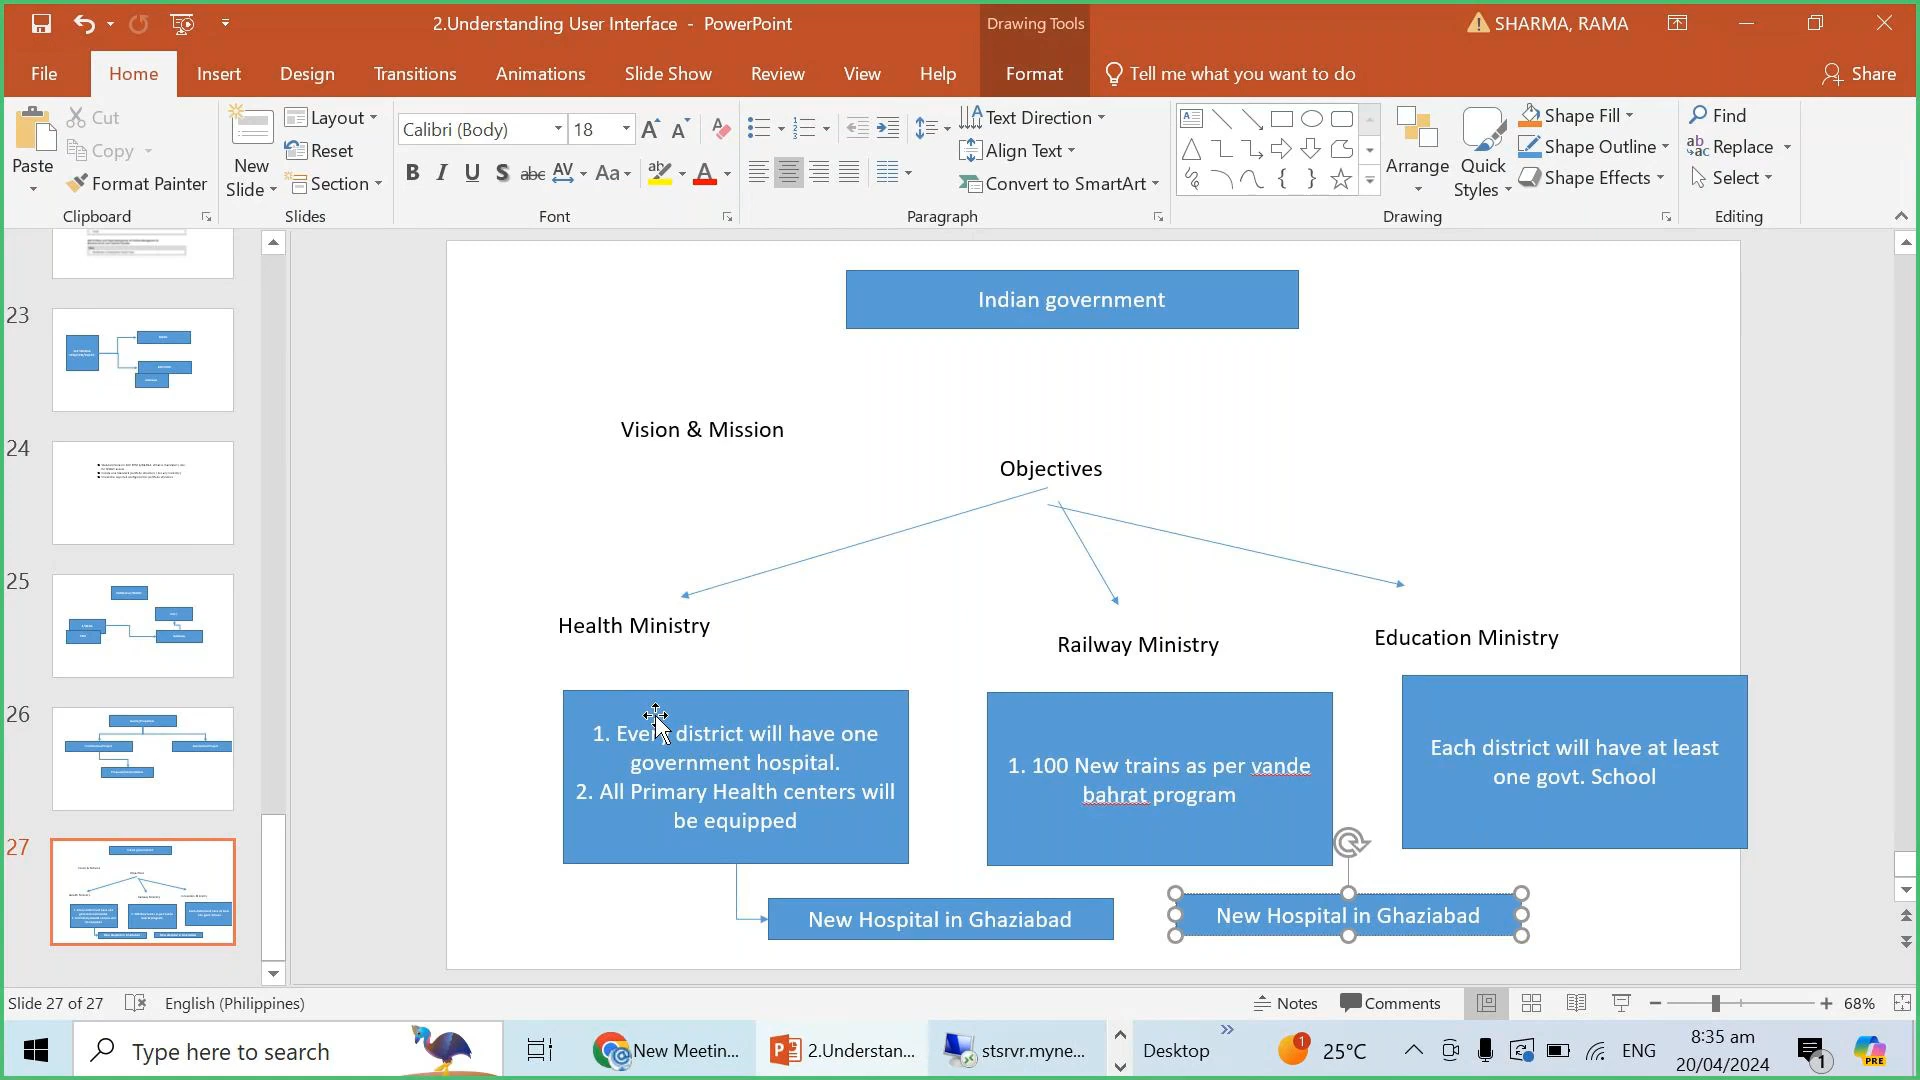 2.Understanding User Interface - PowerPoint
Drawing Tools
SHARMA, RAMA
File
Home
Insert
Design
Transitions
Animations
Slide Show
Review
View
Help
Format
Tell me what you want to do
Share
Paste
Cut
Copy
Format Painter
Clipboard
New
Slide
Layout
Reset
Section
Slides
Calibri (Body)
18
B I U S abc AV Aa A
Font
Text Direction
Align Text
Convert to SmartArt
Paragraph
Arrange
Quick
Styles
Shape Fill
Shape Outline
Shape Effects
Drawing
Find
Replace
Select
Editing
23
24
25
26
27
Indian government
Vision & Mission
Objectives
Health Ministry
Railway Ministry
Education Ministry
1. Every district will have one
government hospital.
2. All Primary Health centers will
be equipped
1. 100 New trains as per vande
bahrat program
Each district will have at least
one govt. School
New Hospital in Ghaziabad
New Hospital in Ghaziabad
Slide 27 of 27
English (Philippines)
Notes
Comments
68%
Type here to search
New Meetin...
2.Understan...
stsrvr.myne...
Desktop
1
25°C
ENG
8:35 am
20/04/2024
1
PRE